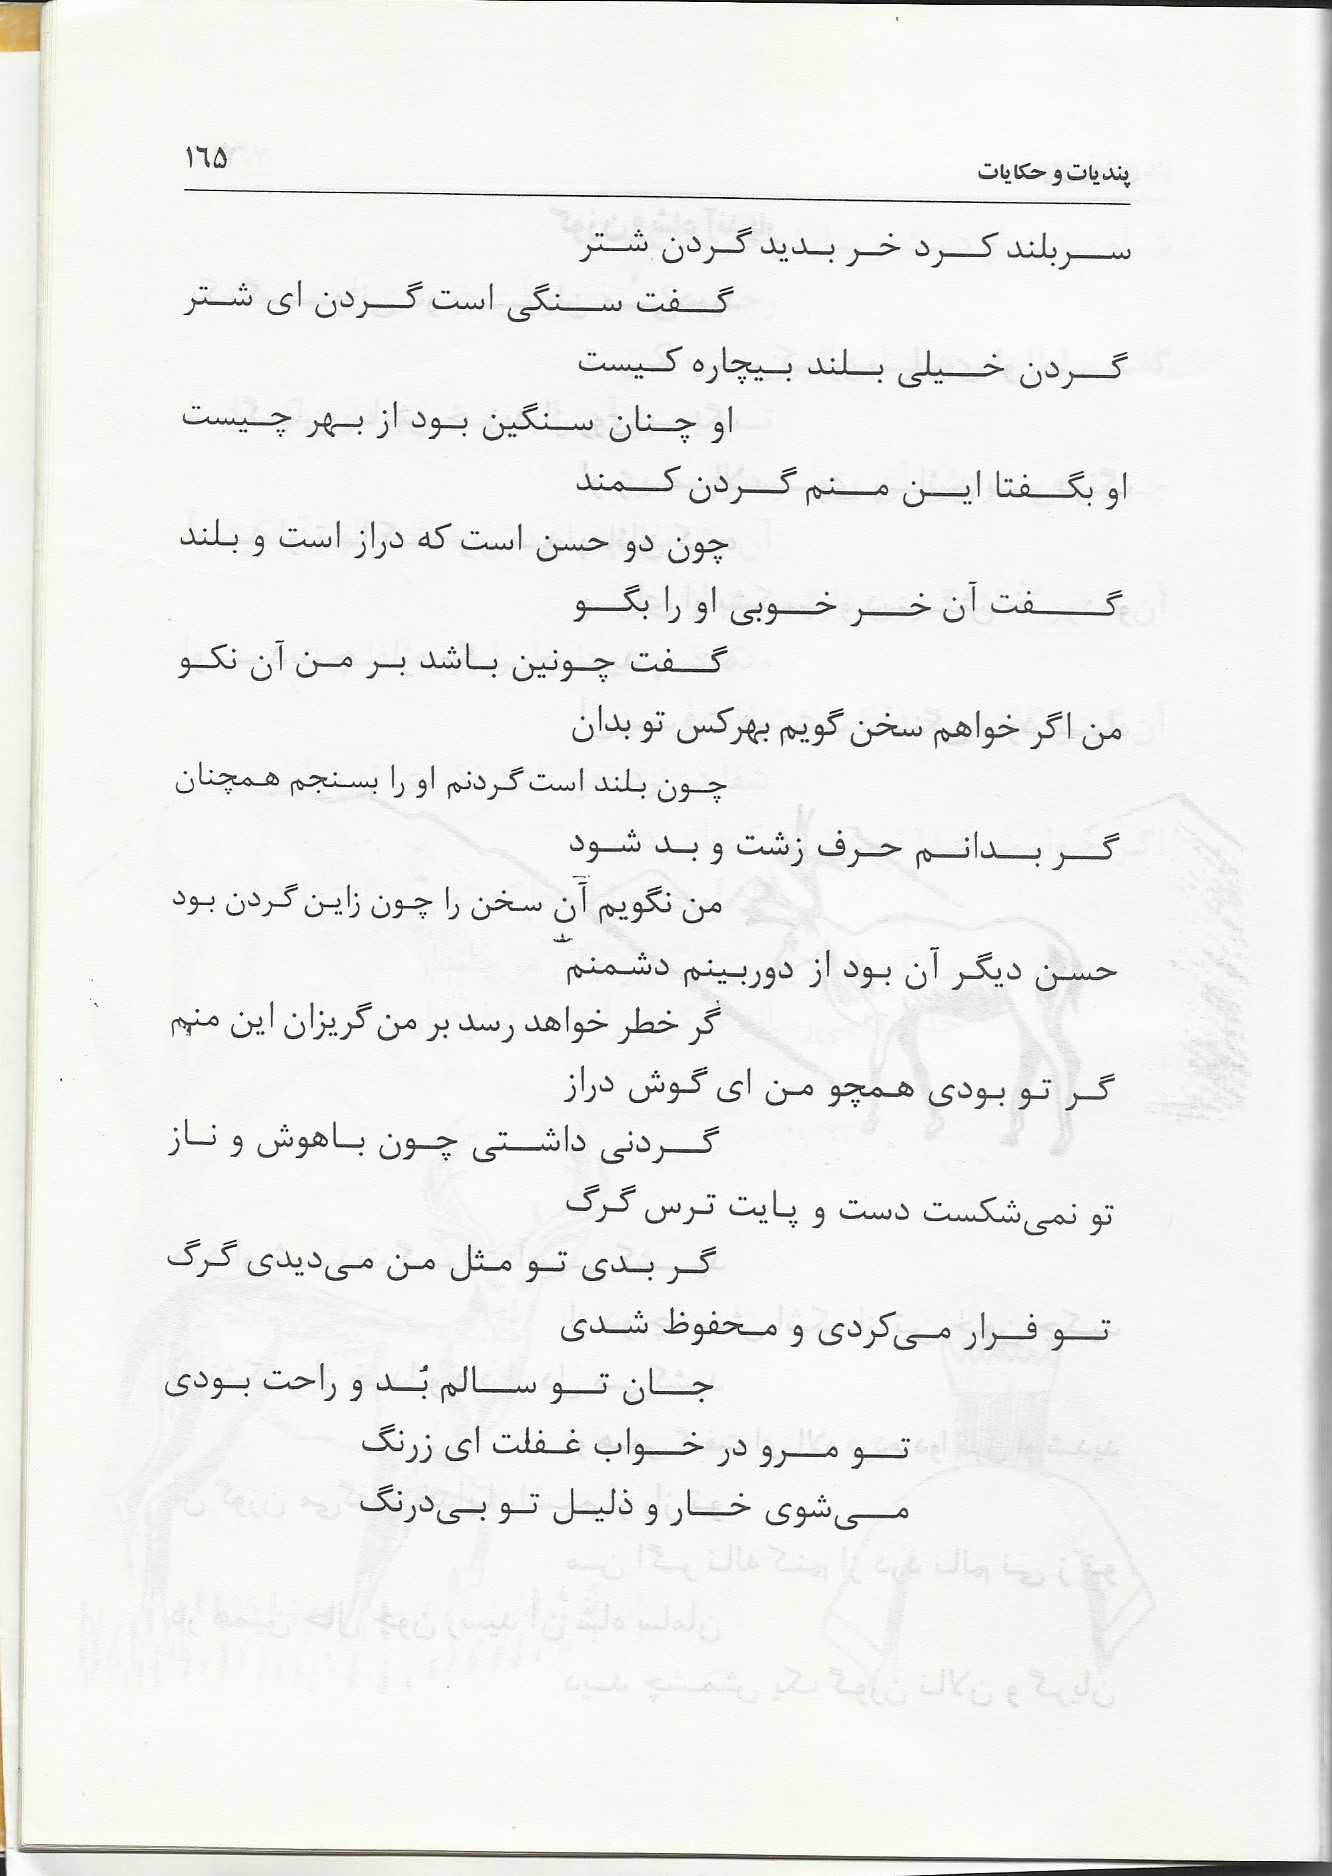 پندیات و حکایات ۱٦۵
سربلند کرد خر بدید گردن شتر
گفت سنگی است گردن ای شتر
گردن خیلی بلند بیچاره کیست
او چنان سنگین بود از بهر چیست
او بگفتا این منم گردن کمند
چون دو حسن است که دراز است و بلند
گفت آن خر خوبی او را بگو
گفت چونین باشد بر من آن نکو
من اگر خواهم سخن گویم بهرکس تو بدان
چون بلند است گردنم او را بسنجم همچنان
گر بدانم حرف زشت و بد شود
من نگویم آن سخن را چون زاین گردن بود
حسن دیگر آن بود از دوربینم دشمنم
گر خطر خواهد رسد بر من گریزان این منم
گر تو بودی همچو من ای گوش دراز
گردنی داشتی چون باهوش و ناز
تو نمی‌شکست دست و پایت ترس گرگ
گر بدی تو مثل من می‌دیدی گرگ
تو فرار می‌کردی و محفوظ شدی
جان تو سالم بُد و راحت بودی
تو مرو در خواب غفلت ای زرنگ
می‌شوی خار و ذلیل تو بی‌درنگ